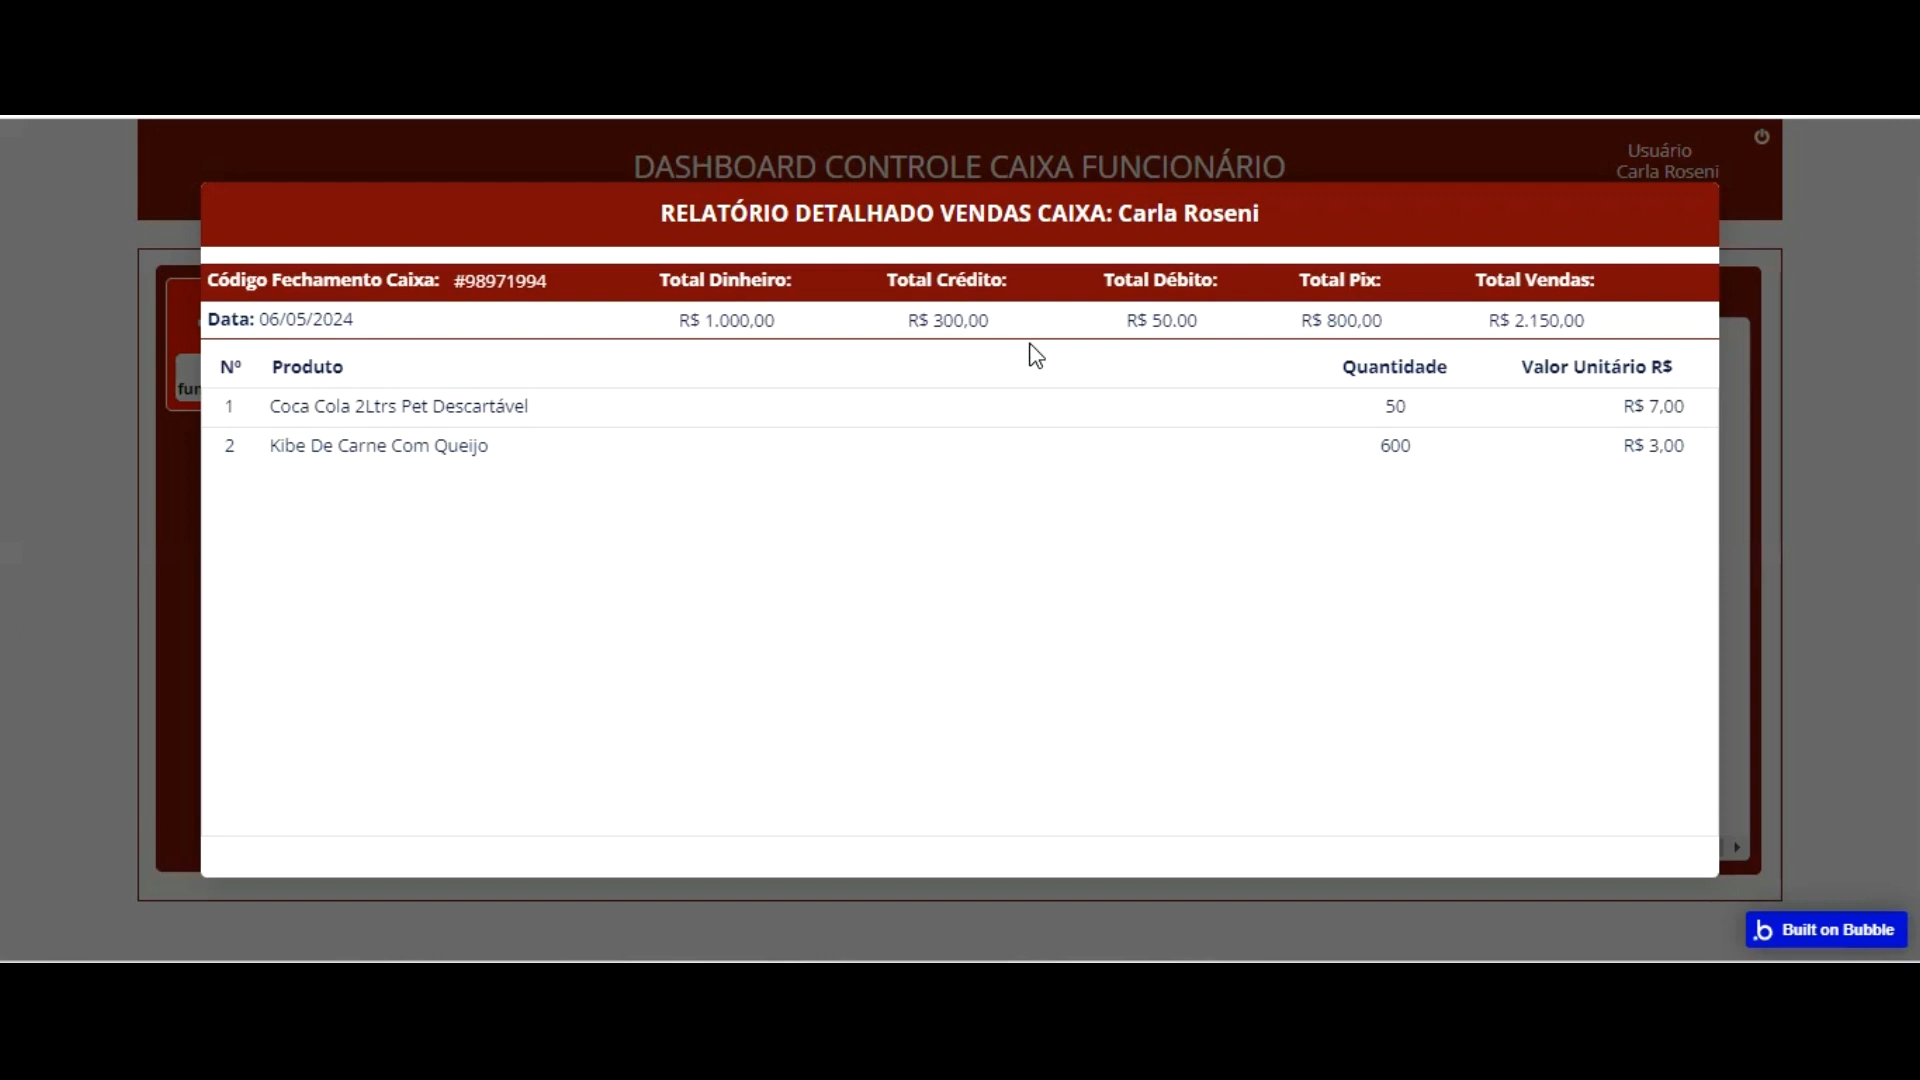 DASHBOARD CONTROLE CAIXA FUNCIONÁRIO
Usuário
Carla Roseni
RELATÓRIO DETALHADO VENDAS CAIXA: Carla Roseni
Código Fechamento Caixa: #98971994 Total Dinheiro: Total Crédito: Total Débito: Total Pix: Total Vendas:
Data: 06/05/2024 R$ 1.000,00 R$ 300,00 R$ 50.00 R$ 800,00 R$ 2.150,00
Nº Produto Quantidade Valor Unitário R$
fun
1 Coca Cola 2Ltrs Pet Descartável 50 R$ 7,00
2 Kibe De Carne Com Queijo 600 R$ 3,00
.b Built on Bubble